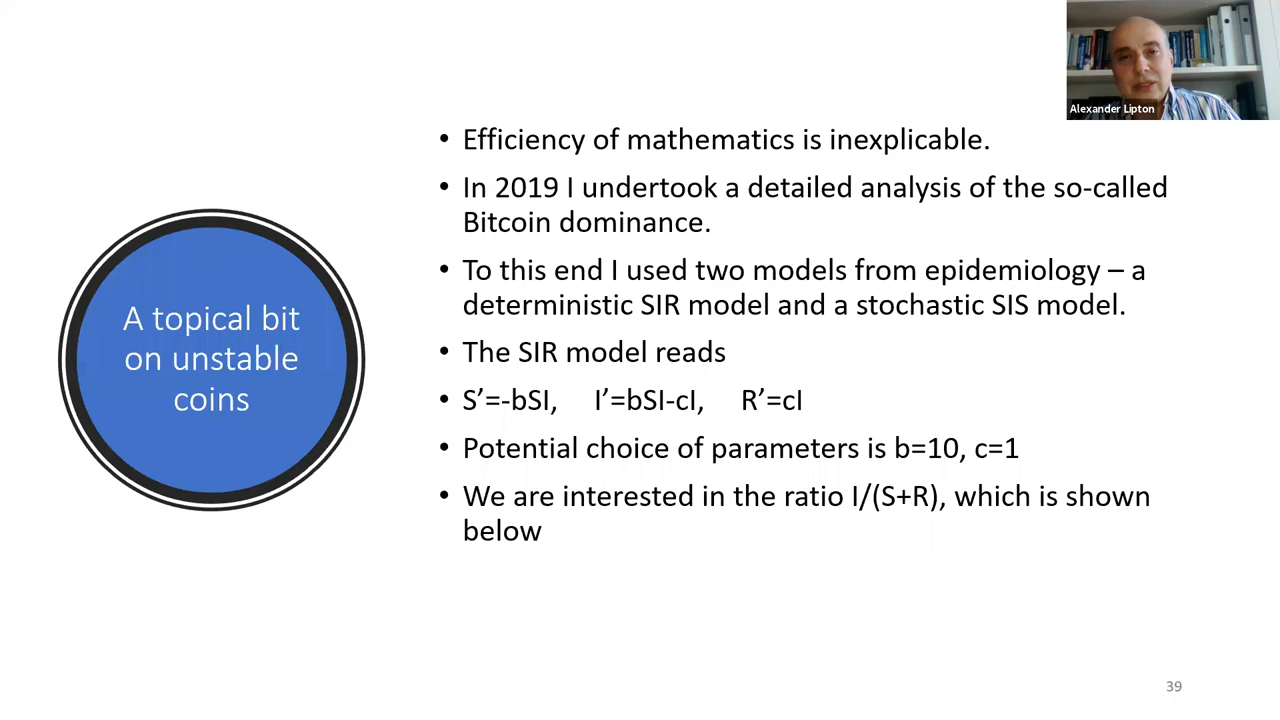 Alexander Lipton
A topical bit
on unstable
coins
• Efficiency of mathematics is inexplicable.
• In 2019 I undertook a detailed analysis of the so-called
Bitcoin dominance.
• To this end I used two models from epidemiology – a
deterministic SIR model and a stochastic SIS model.
• The SIR model reads
• S’=-bSI, I’=bSI-cI, R’=cI
• Potential choice of parameters is b=10, c=1
• We are interested in the ratio I/(S+R), which is shown
below
39